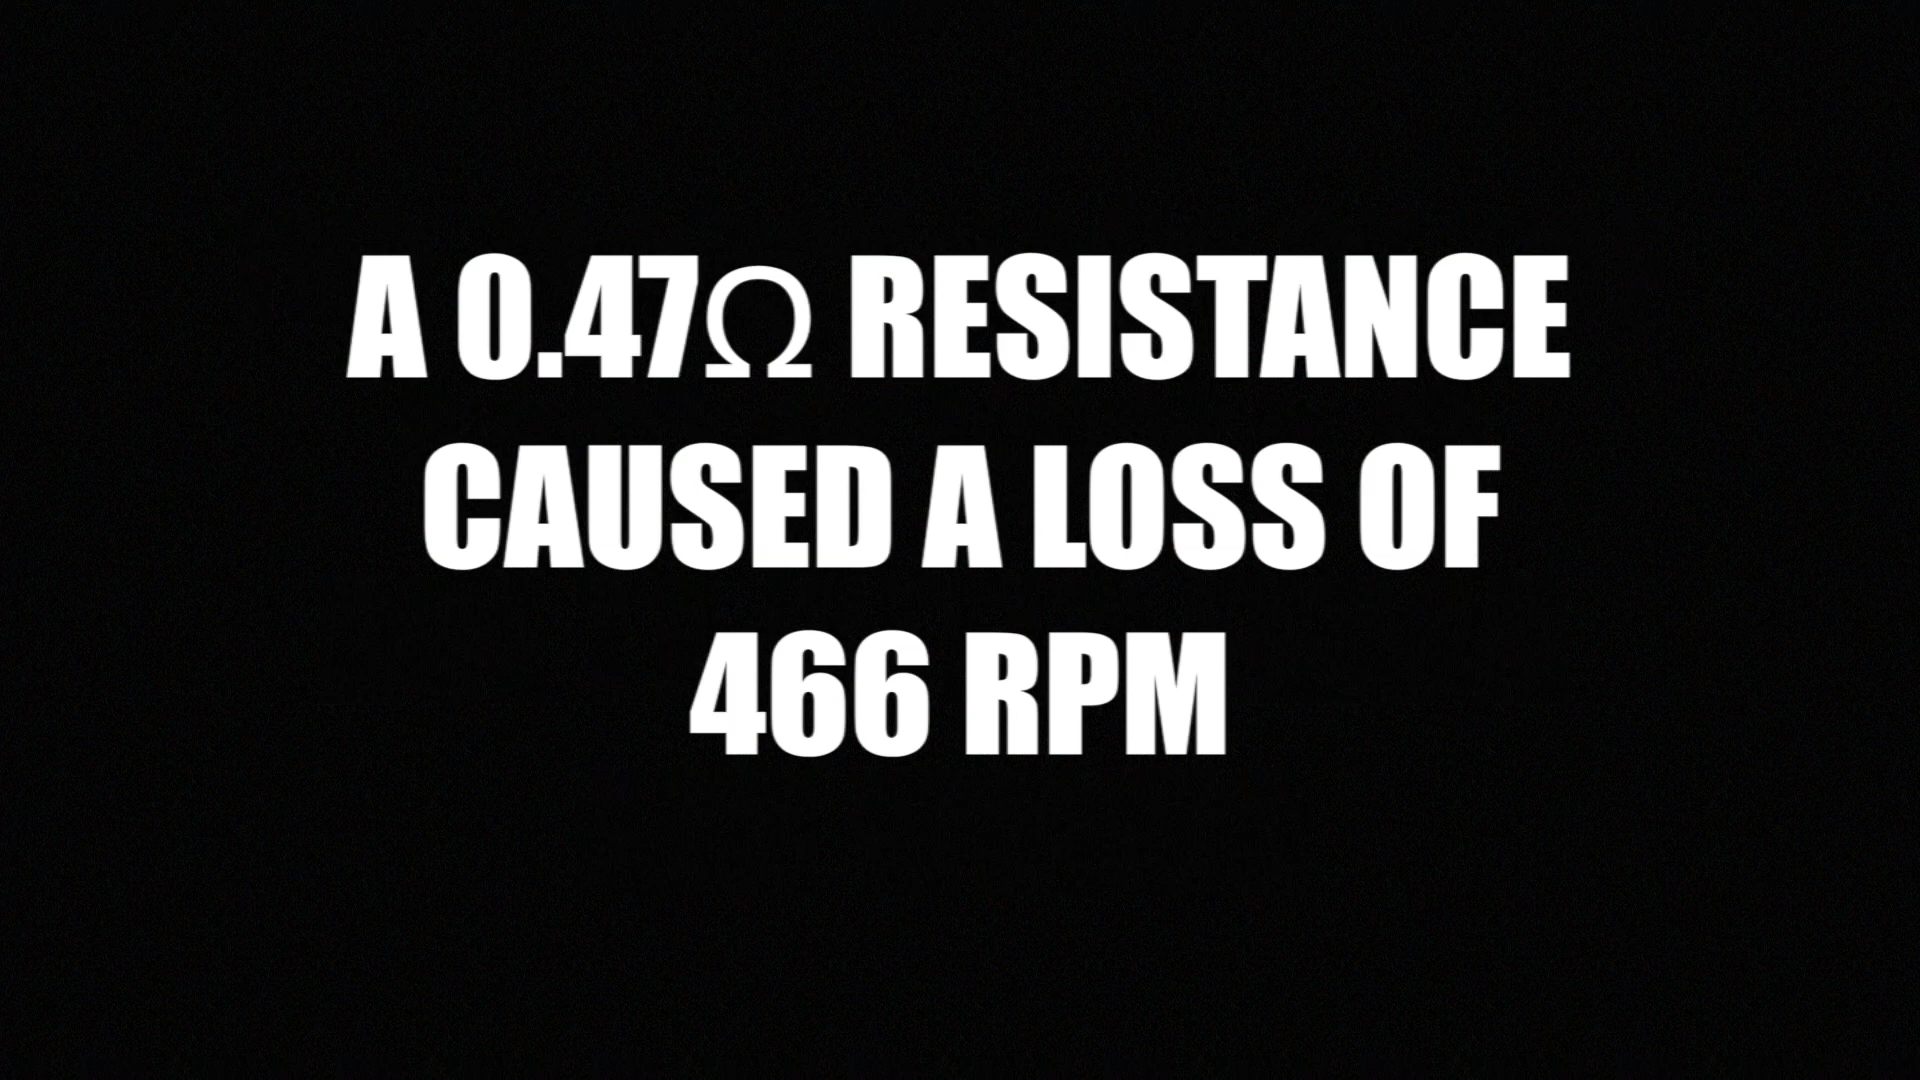 A 0.47Ω RESISTANCE
CAUSED A LOSS OF
466 RPM